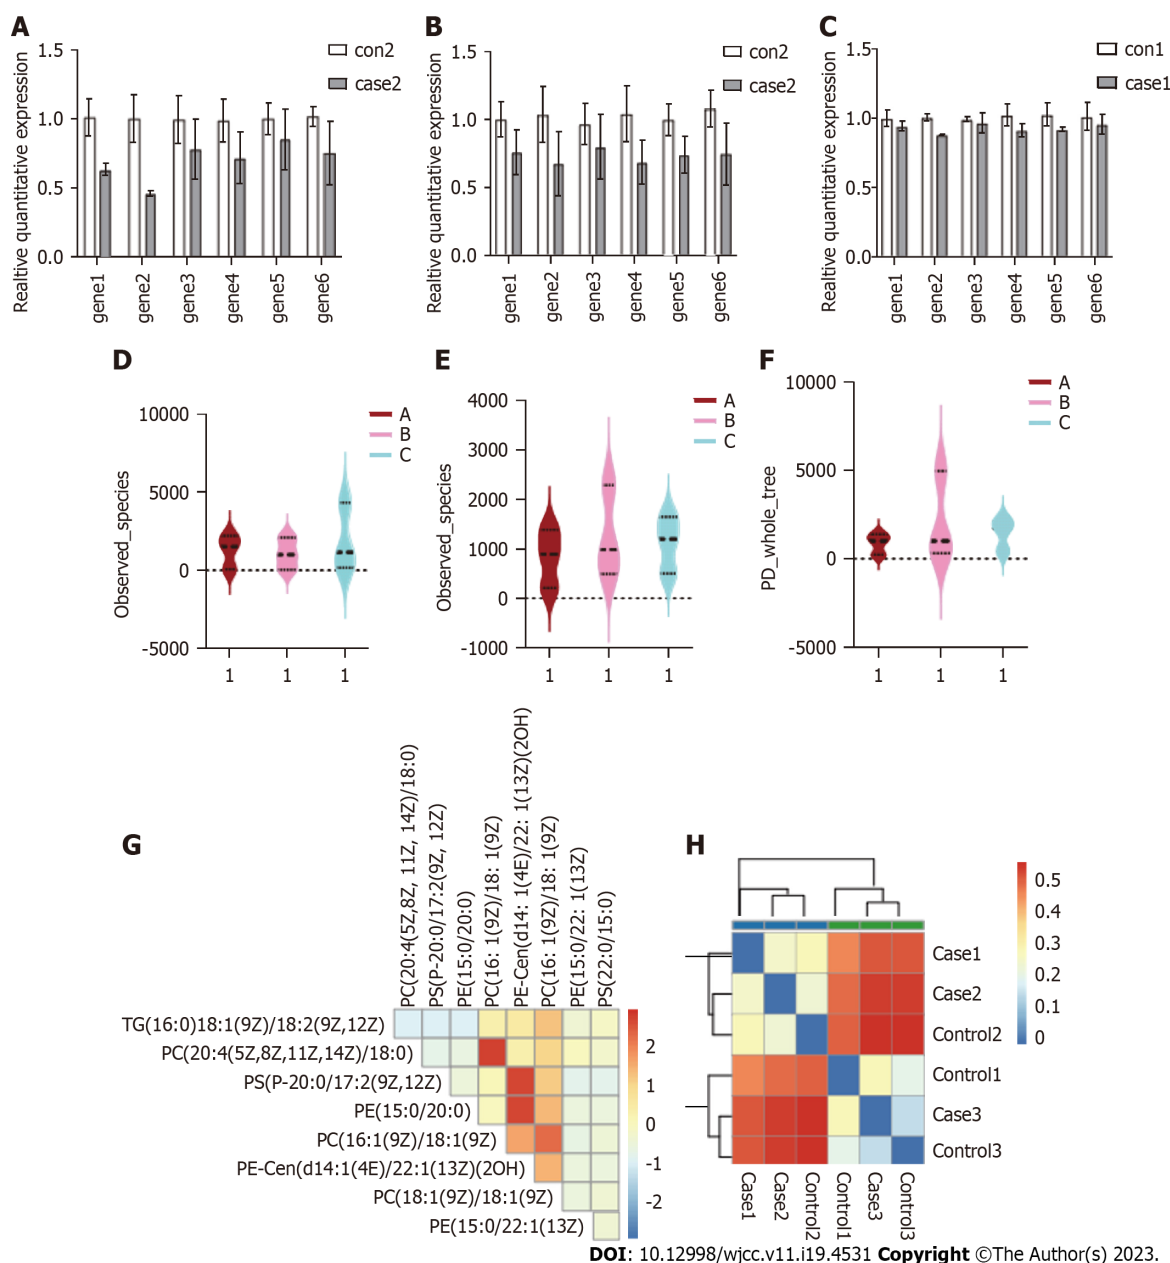 A
B
C
1.5
1.0
0.5
0.0
Realtive quantitative expression
con2
case2
gene1
gene2
gene3
gene4
gene5
gene6
1.5
1.0
0.5
0.0
Realtive quantitative expression
con2
case2
gene1
gene2
gene3
gene4
gene5
gene6
1.5
1.0
0.5
0.0
Realtive quantitative expression
con1
case1
gene1
gene2
gene3
gene4
gene5
gene6
D
E
F
10000
5000
0
-5000
Observed_species
A
B
C
1
1
1
4000
3000
2000
1000
0
-1000
Observed_species
A
B
C
1
1
1
10000
5000
0
-5000
PD_whole_tree
A
B
C
1
1
1
G
PC(20:4(5Z,8Z, 11Z, 14Z)/18:0)
PS(P-20:0/17:2(9Z, 12Z)
PE(15:0/20:0)
PC(16: 1(9Z)/18: 1(9Z)
PE-Cen(d14: 1(4E)/22: 1(13Z)(2OH)
PC(16: 1(9Z)/18: 1(9Z)
PE(15:0/22: 1(13Z)
PS(22:0/15:0)
TG(16:0)18:1(9Z)/18:2(9Z,12Z)
PC(20:4(5Z,8Z,11Z,14Z)/18:0)
PS(P-20:0/17:2(9Z,12Z)
PE(15:0/20:0)
PC(16:1(9Z)/18:1(9Z)
PE-Cen(d14:1(4E)/22:1(13Z)(2OH)
PC(18:1(9Z)/18:1(9Z)
PE(15:0/22:1(13Z)
2
1
0
-1
-2
H
0.5
0.4
0.3
0.2
0.1
0
Case1
Case2
Control2
Control1
Case3
Control3
Case1
Case2
Control2
Control1
Case3
Control3
DOI: 10.12998/wjcc.v11.i19.4531 Copyright ©The Author(s) 2023.